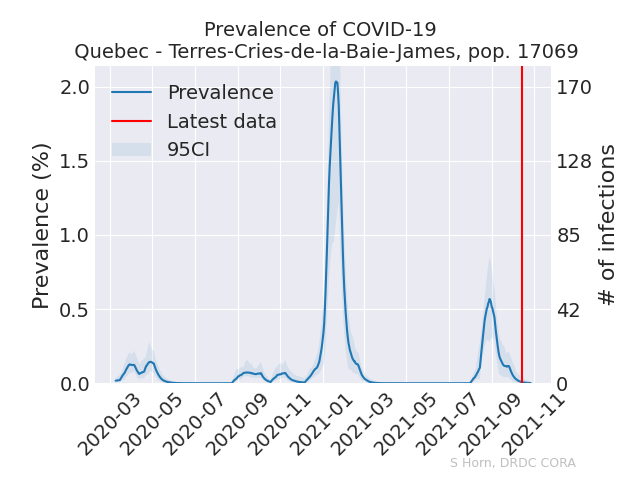 Prevalence of COVID-19
Quebec - Terres-Cries-de-la-Baie-James, pop. 17069
Prevalence (%)
2.0
1.5
1.0
0.5
0.0
Prevalence
Latest data
95CI
170
128
85
42
0
# of infections
2020-03
2020-05
2020-07
2020-09
2020-11
2021-01
2021-03
2021-05
2021-07
2021-09
2021-11
S Horn, DRDC CORA